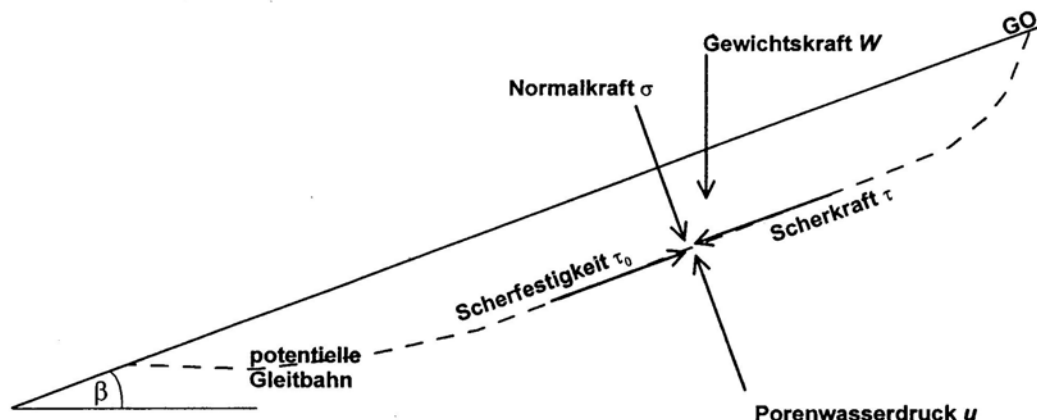 GO
Gewichtskraft W
Normalkraft σ
Scherkraft τ
Scherfestigkeit τ₀
potentielle
Gleitbahn
β
Porenwasserdruck u